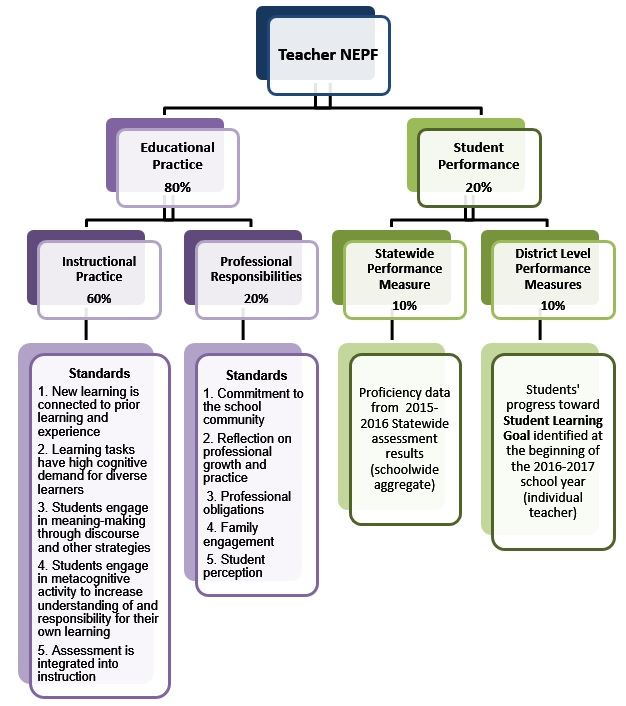 Teacher NEPF
Educational
Practice
80%
Student
Performance
20%
Instructional
Practice
60%
Professional
Responsibilities
20%
Statewide
Performance
Measure
10%
District Level
Performance
Measures
10%
Standards
1. New learning is
connected to prior
learning and
experience
2. Learning tasks
have high cognitive
demand for diverse
learners
3. Students engage
in meaning-making
through discourse
and other strategies
4. Students engage
in metacognitive
activity to increase
understanding of and
responsibility for their
own learning
5. Assessment is
integrated into
instruction
Standards
1. Commitment to
the school
community
2. Reflection on
professional
growth and
practice
3. Professional
obligations
4. Family
engagement
5. Student
perception
Proficiency data
from 2015-
2016 Statewide
assessment
results
(schoolwide
aggregate)
Students'
progress toward
Student Learning
Goal identified at
the beginning of
the 2016-2017
school year
(individual
teacher)